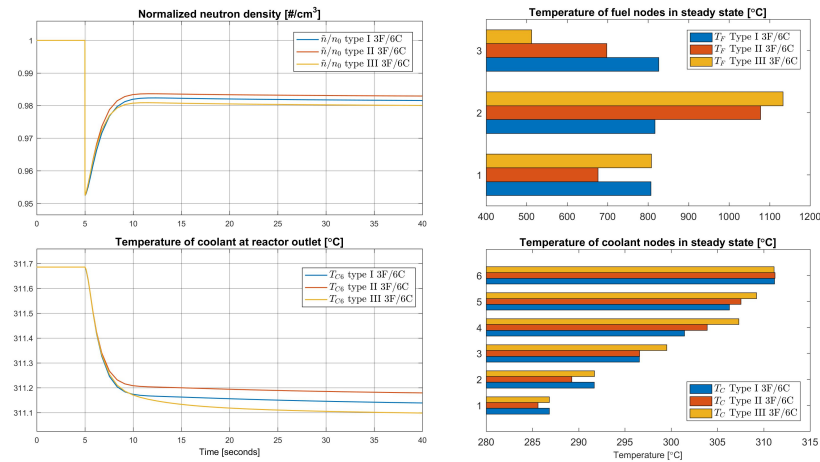 Normalized neutron density [#/cm³]
1
0.99
0.98
0.97
0.96
0.95
0 5 10 15 20 25 30 35 40
ñ/n₀ type I 3F/6C
ñ/n₀ type II 3F/6C
ñ/n₀ type III 3F/6C
Temperature of fuel nodes in steady state [°C]
3
2
1
400 500 600 700 800 900 1000 1100 1200
T_F Type I 3F/6C
T_F Type II 3F/6C
T_F Type III 3F/6C
Temperature of coolant at reactor outlet [°C]
311.7
311.6
311.5
311.4
311.3
311.2
311.1
0 5 10 15 20 25 30 35 40
Time [seconds]
T_C6 type I 3F/6C
T_C6 type II 3F/6C
T_C6 type III 3F/6C
Temperature of coolant nodes in steady state [°C]
6
5
4
3
2
1
280 285 290 295 300 305 310 315
Temperature [°C]
T_C Type I 3F/6C
T_C Type II 3F/6C
T_C Type III 3F/6C